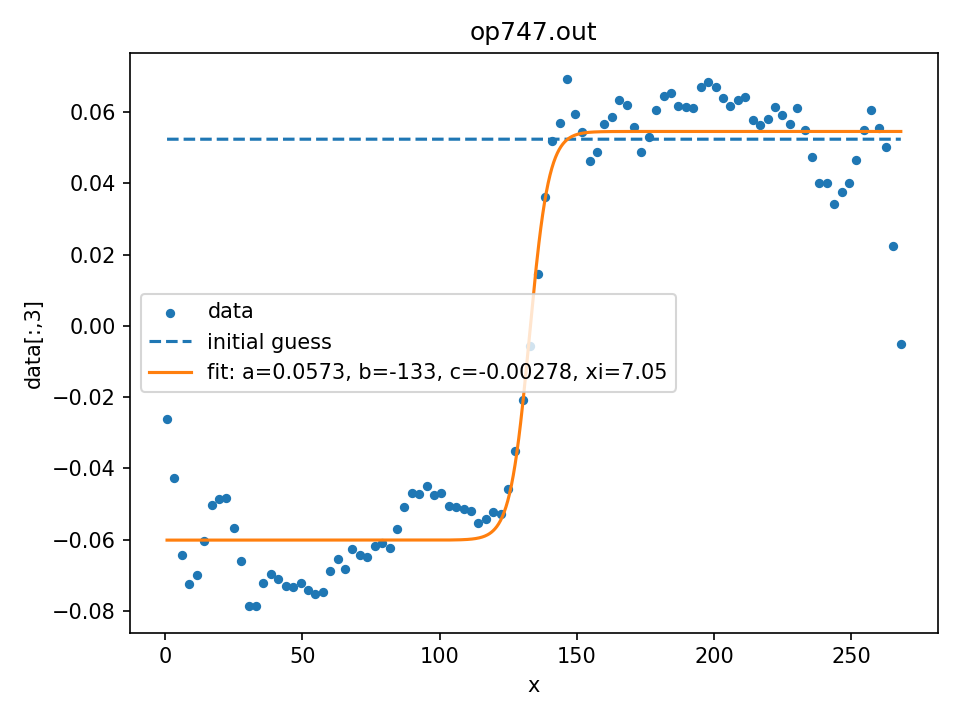 op747.out
data[:,3]
0.06
0.04
0.02
0.00
−0.02
−0.04
−0.06
−0.08
data
initial guess
fit: a=0.0573, b=-133, c=-0.00278, xi=7.05
0 50 100 150 200 250
x